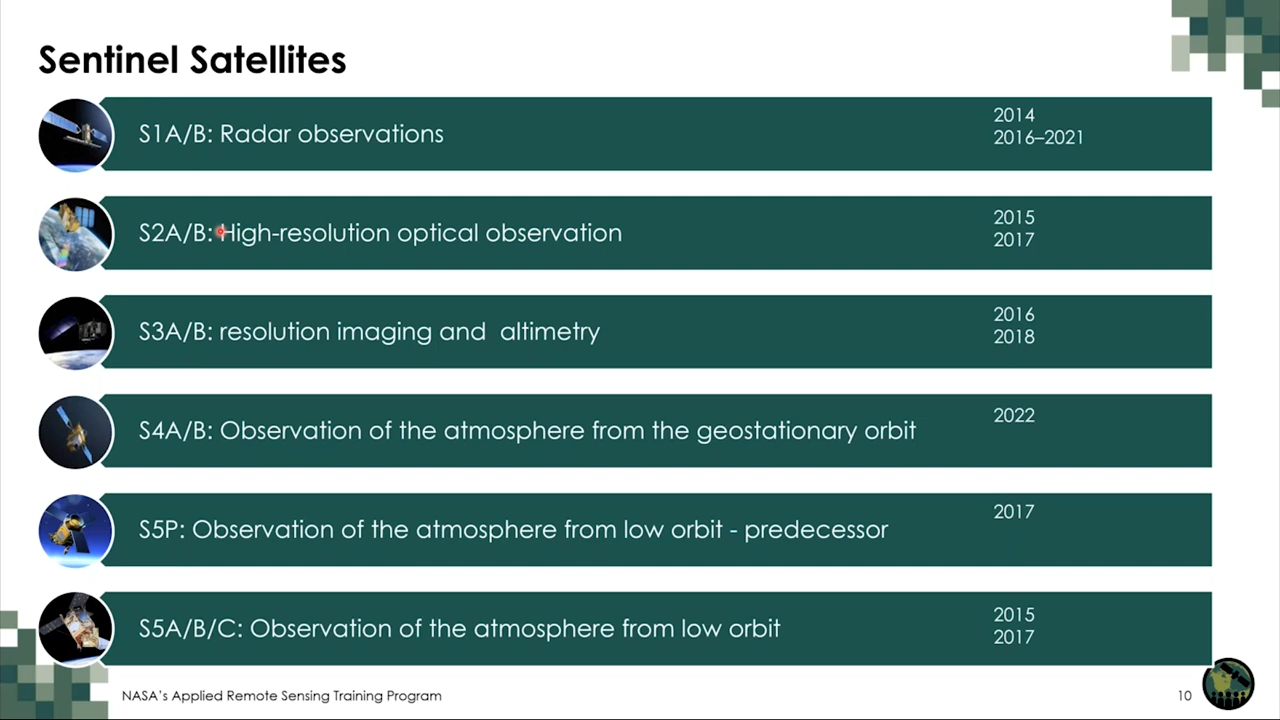 Sentinel Satellites
S1A/B: Radar observations
2014
2016–2021
S2A/B: High-resolution optical observation
2015
2017
S3A/B: resolution imaging and  altimetry
2016
2018
S4A/B: Observation of the atmosphere from the geostationary orbit
2022
S5P: Observation of the atmosphere from low orbit - predecessor
2017
S5A/B/C: Observation of the atmosphere from low orbit
2015
2017
NASA's Applied Remote Sensing Training Program
10